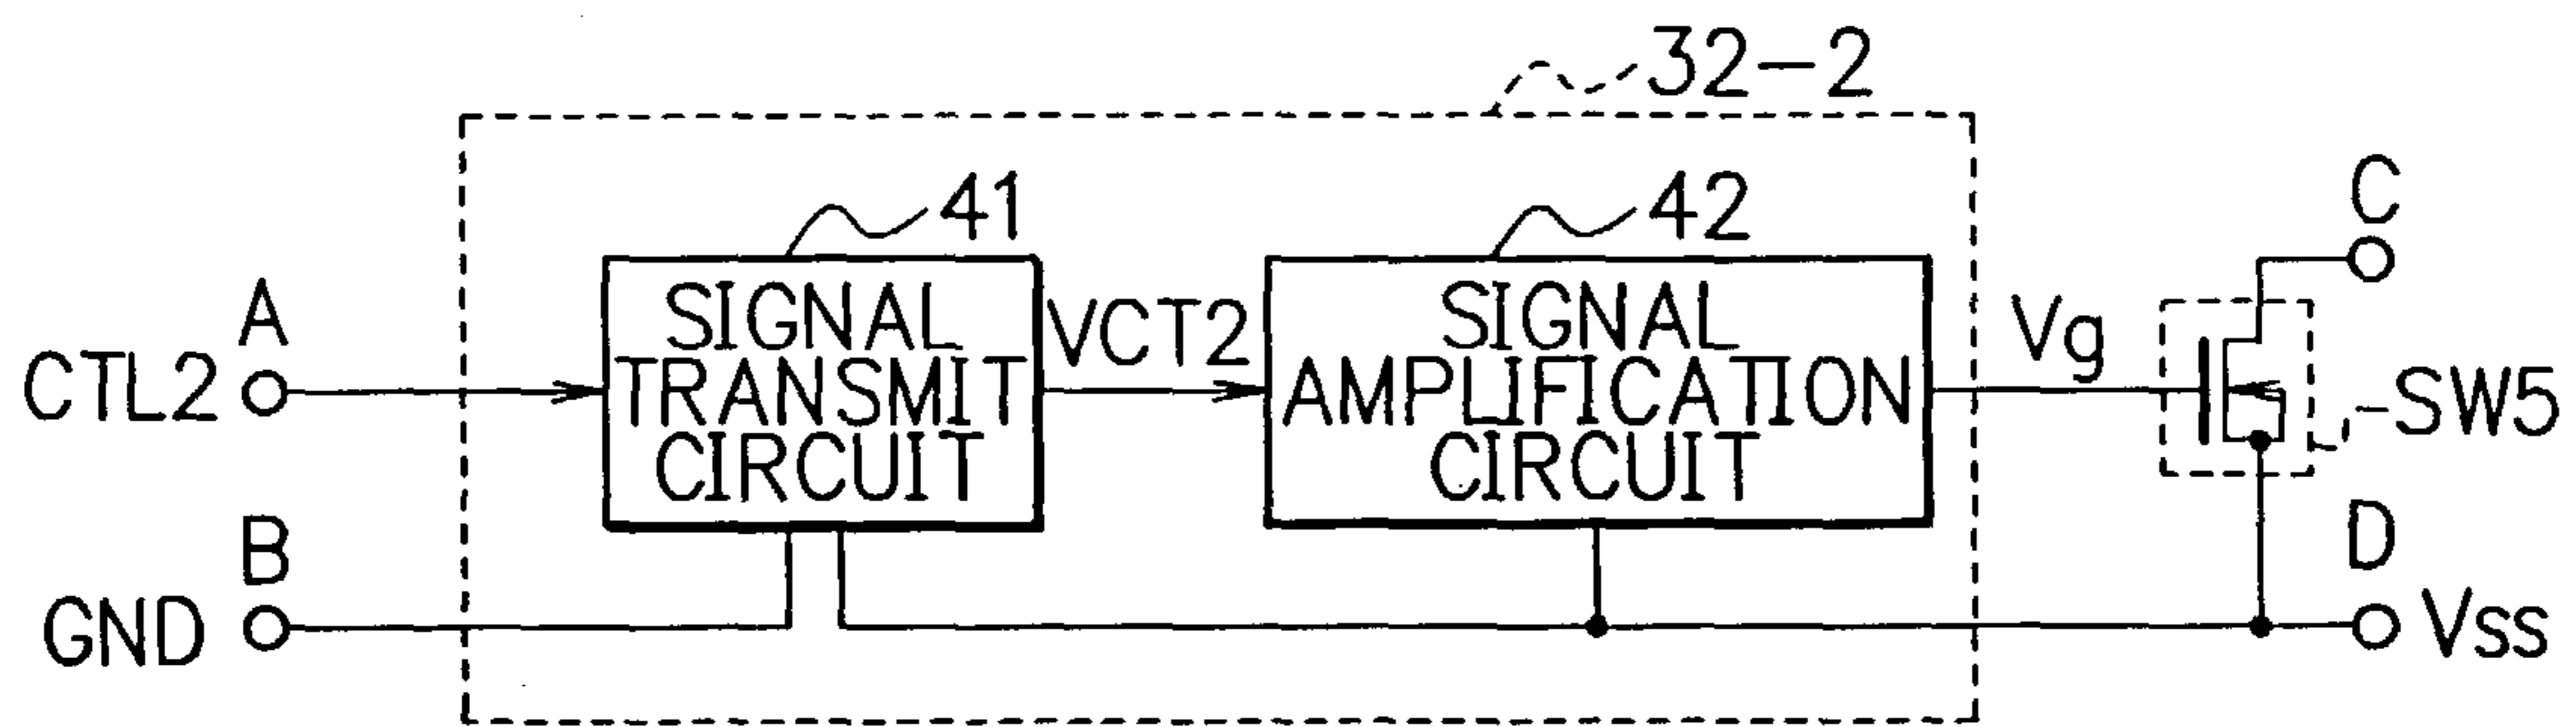 32-2
41
42
C
A
CTL2
SIGNAL
TRANSMIT
CIRCUIT
VCT2
SIGNAL
AMPLIFICATION
CIRCUIT
Vg
SW5
B
GND
D
Vss